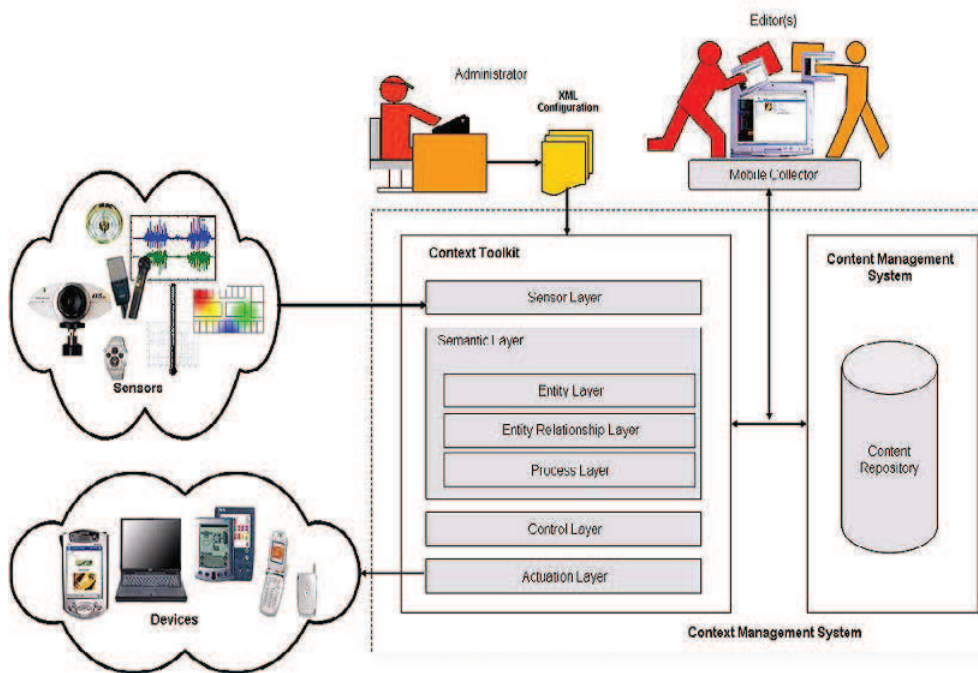 Editor(s)
Administrator
XML
Configuration
Mobile Collector
Context Toolkit
Content Management
System
Sensor Layer
Semantic Layer
Entity Layer
Entity Relationship Layer
Process Layer
Control Layer
Actuation Layer
Content
Repository
Sensors
Devices
Context Management System